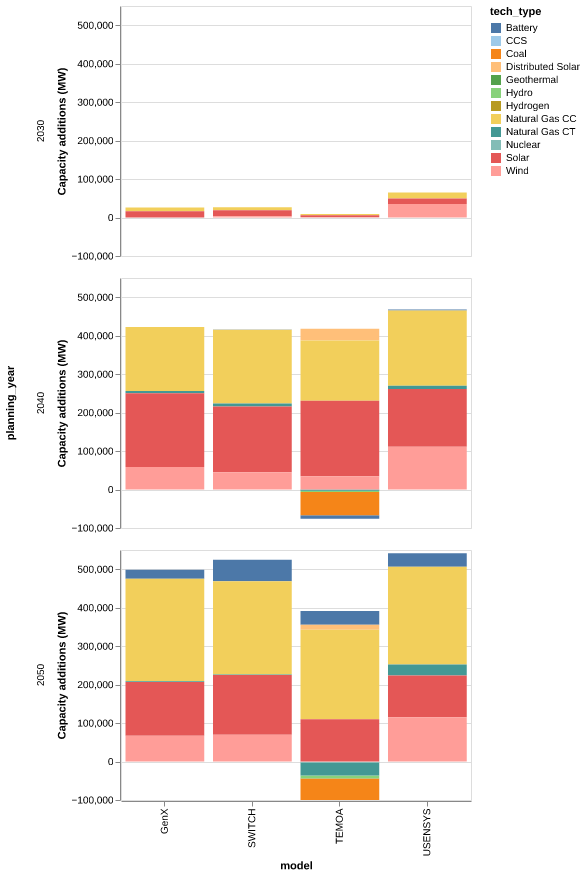 tech_type
Battery
CCS
Coal
Distributed Solar
Geothermal
Hydro
Hydrogen
Natural Gas CC
Natural Gas CT
Nuclear
Solar
Wind
planning_year
2030
Capacity additions (MW)
500,000
400,000
300,000
200,000
100,000
0
−100,000
2040
Capacity additions (MW)
500,000
400,000
300,000
200,000
100,000
0
−100,000
2050
Capacity additions (MW)
500,000
400,000
300,000
200,000
100,000
0
−100,000
GenX
SWITCH
TEMOA
USENSYS
model